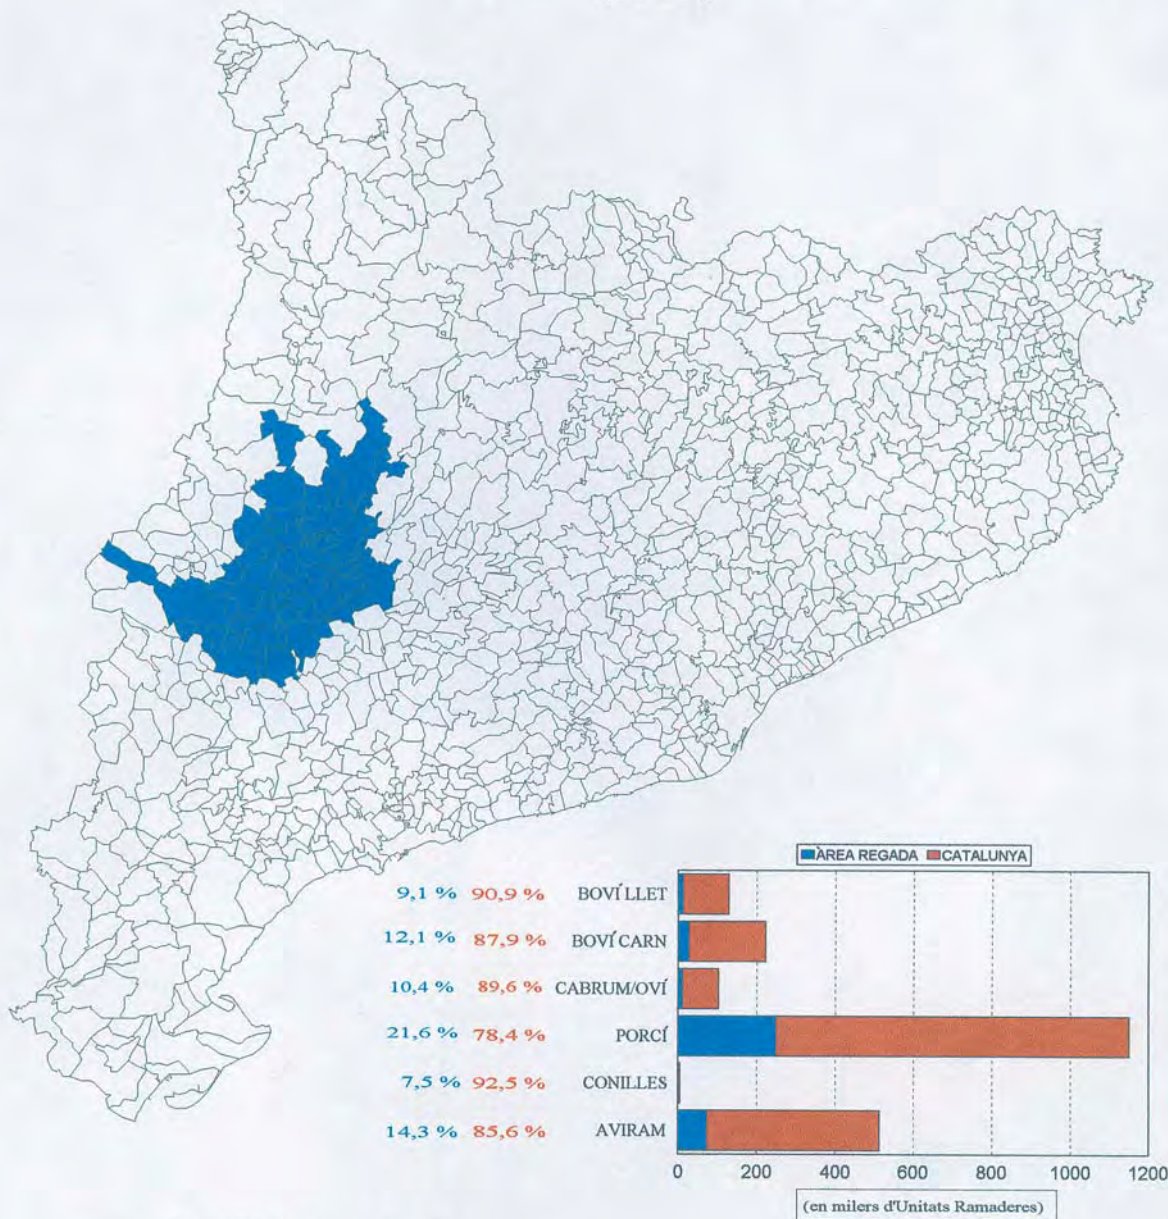 ÀREA REGADA CATALUNYA
9,1 % 90,9 % BOVÍ LLET
12,1 % 87,9 % BOVÍ CARN
10,4 % 89,6 % CABRUM/OVÍ
21,6 % 78,4 % PORCÍ
7,5 % 92,5 % CONILLES
14,3 % 85,6 % AVIRAM
0 200 400 600 800 1000 1200
(en milers d'Unitats Ramaderes)